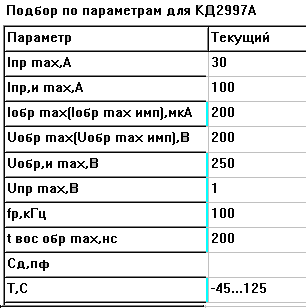 Подбор по параметрам для КД2997А
Параметр Текущий
Iпр max,А 30
Iпр,и max,А 100
Iобр max(Iобр max имп),мкА 200
Uобр max(Uобр max имп),В 200
Uобр,и max,В 250
Uпр max,В 1
fр,кГц 100
t вос обр max,нс 200
Сд,пф
Т,С -45...125